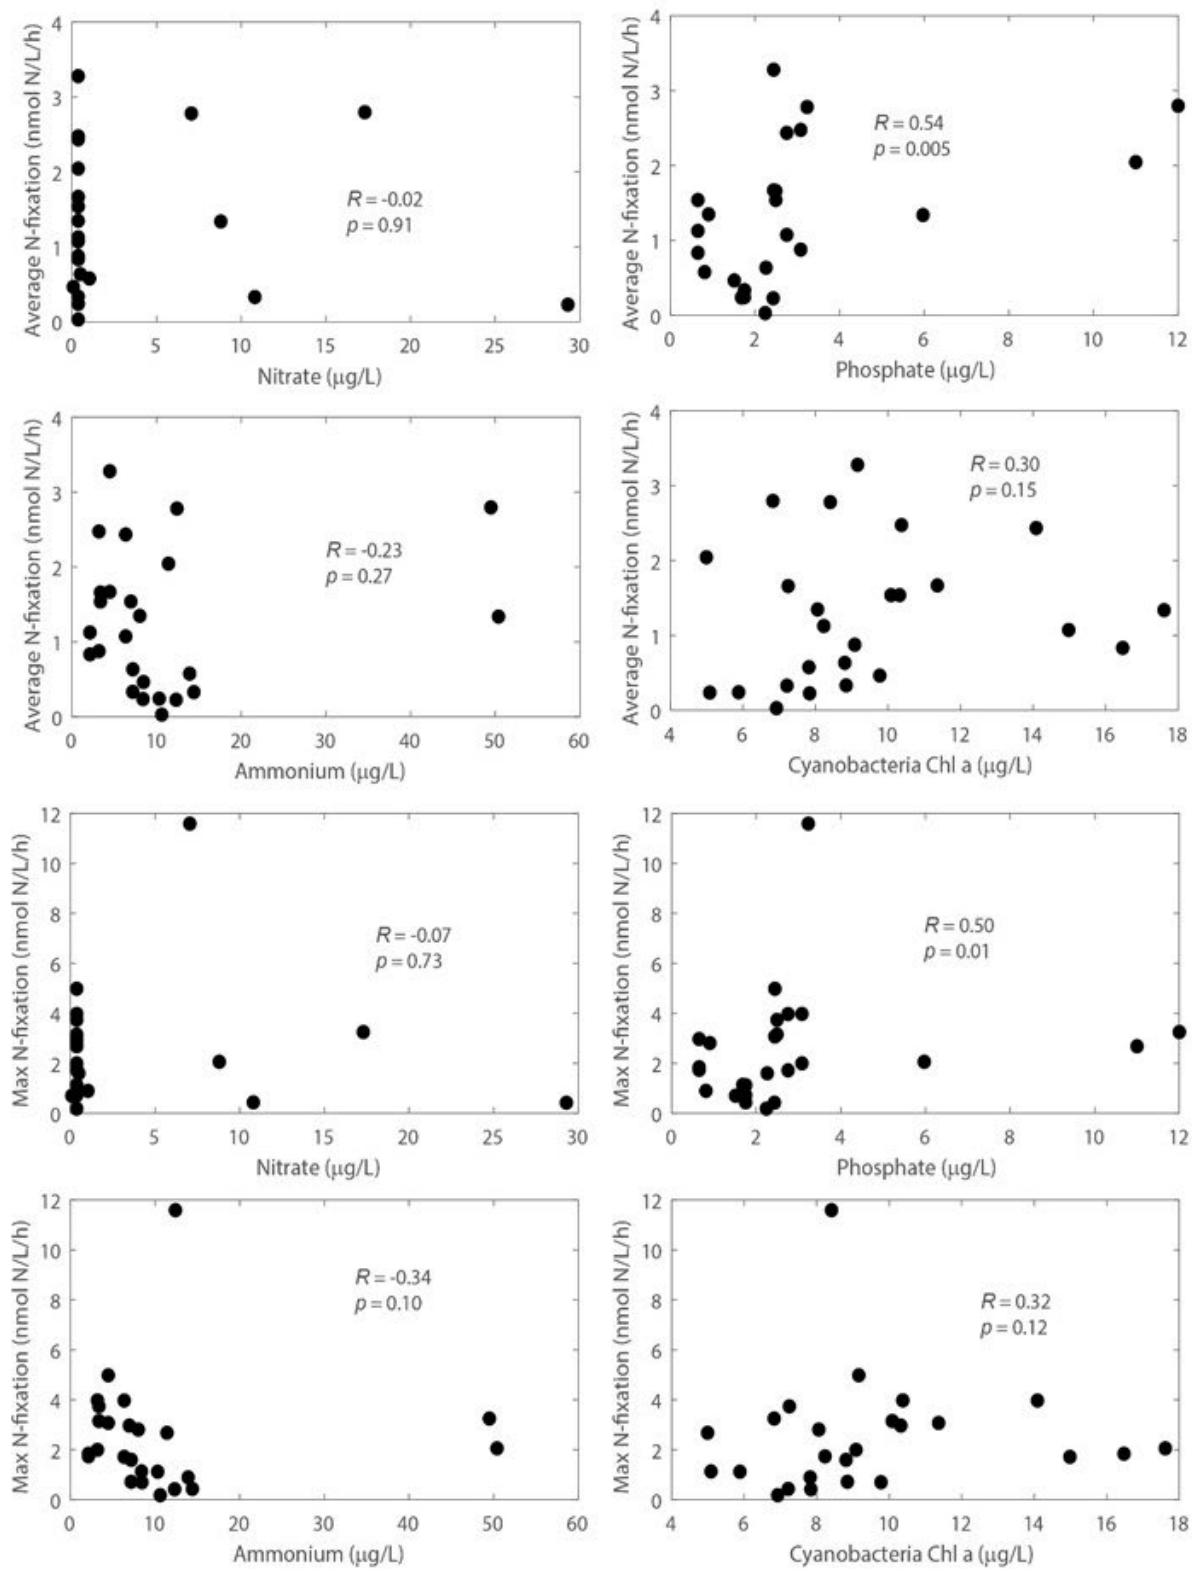 4
3
2
1
0
Average N-fixation (nmol N/L/h)
R = -0.02
p = 0.91
0 5 10 15 20 25 30
Nitrate (μg/L)
4
3
2
1
0
Average N-fixation (nmol N/L/h)
R = 0.54
p = 0.005
0 2 4 6 8 10 12
Phosphate (μg/L)
4
3
2
1
0
Average N-fixation (nmol N/L/h)
R = -0.23
p = 0.27
0 10 20 30 40 50 60
Ammonium (μg/L)
4
3
2
1
0
Average N-fixation (nmol N/L/h)
R = 0.30
p = 0.15
4 6 8 10 12 14 16 18
Cyanobacteria Chl a (μg/L)
12
10
8
6
4
2
0
Max N-fixation (nmol N/L/h)
R = -0.07
p = 0.73
0 5 10 15 20 25 30
Nitrate (μg/L)
12
10
8
6
4
2
0
Max N-fixation (nmol N/L/h)
R = 0.50
p = 0.01
0 2 4 6 8 10 12
Phosphate (μg/L)
12
10
8
6
4
2
0
Max N-fixation (nmol N/L/h)
R = -0.34
p = 0.10
0 10 20 30 40 50 60
Ammonium (μg/L)
12
10
8
6
4
2
0
Max N-fixation (nmol N/L/h)
R = 0.32
p = 0.12
4 6 8 10 12 14 16 18
Cyanobacteria Chl a (μg/L)